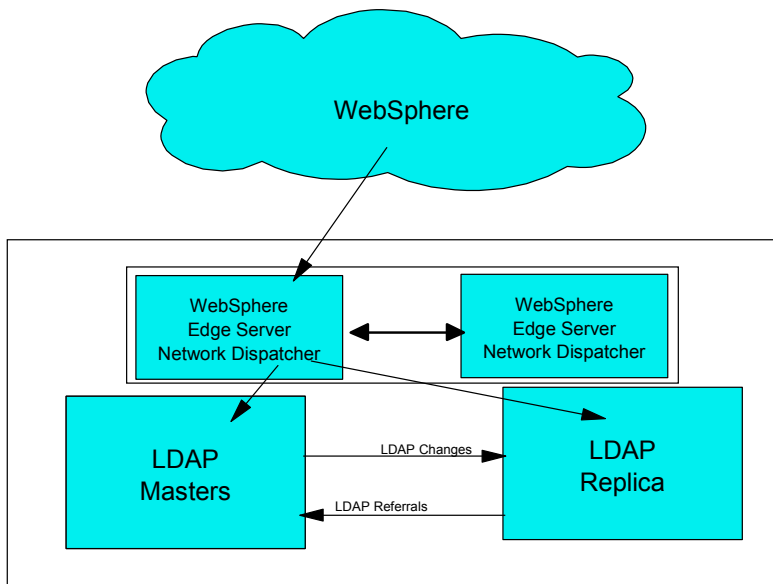 WebSphere
WebSphere
Edge Server
Network Dispatcher
WebSphere
Edge Server
Network Dispatcher
LDAP
Masters
LDAP Changes
LDAP Referrals
LDAP
Replica